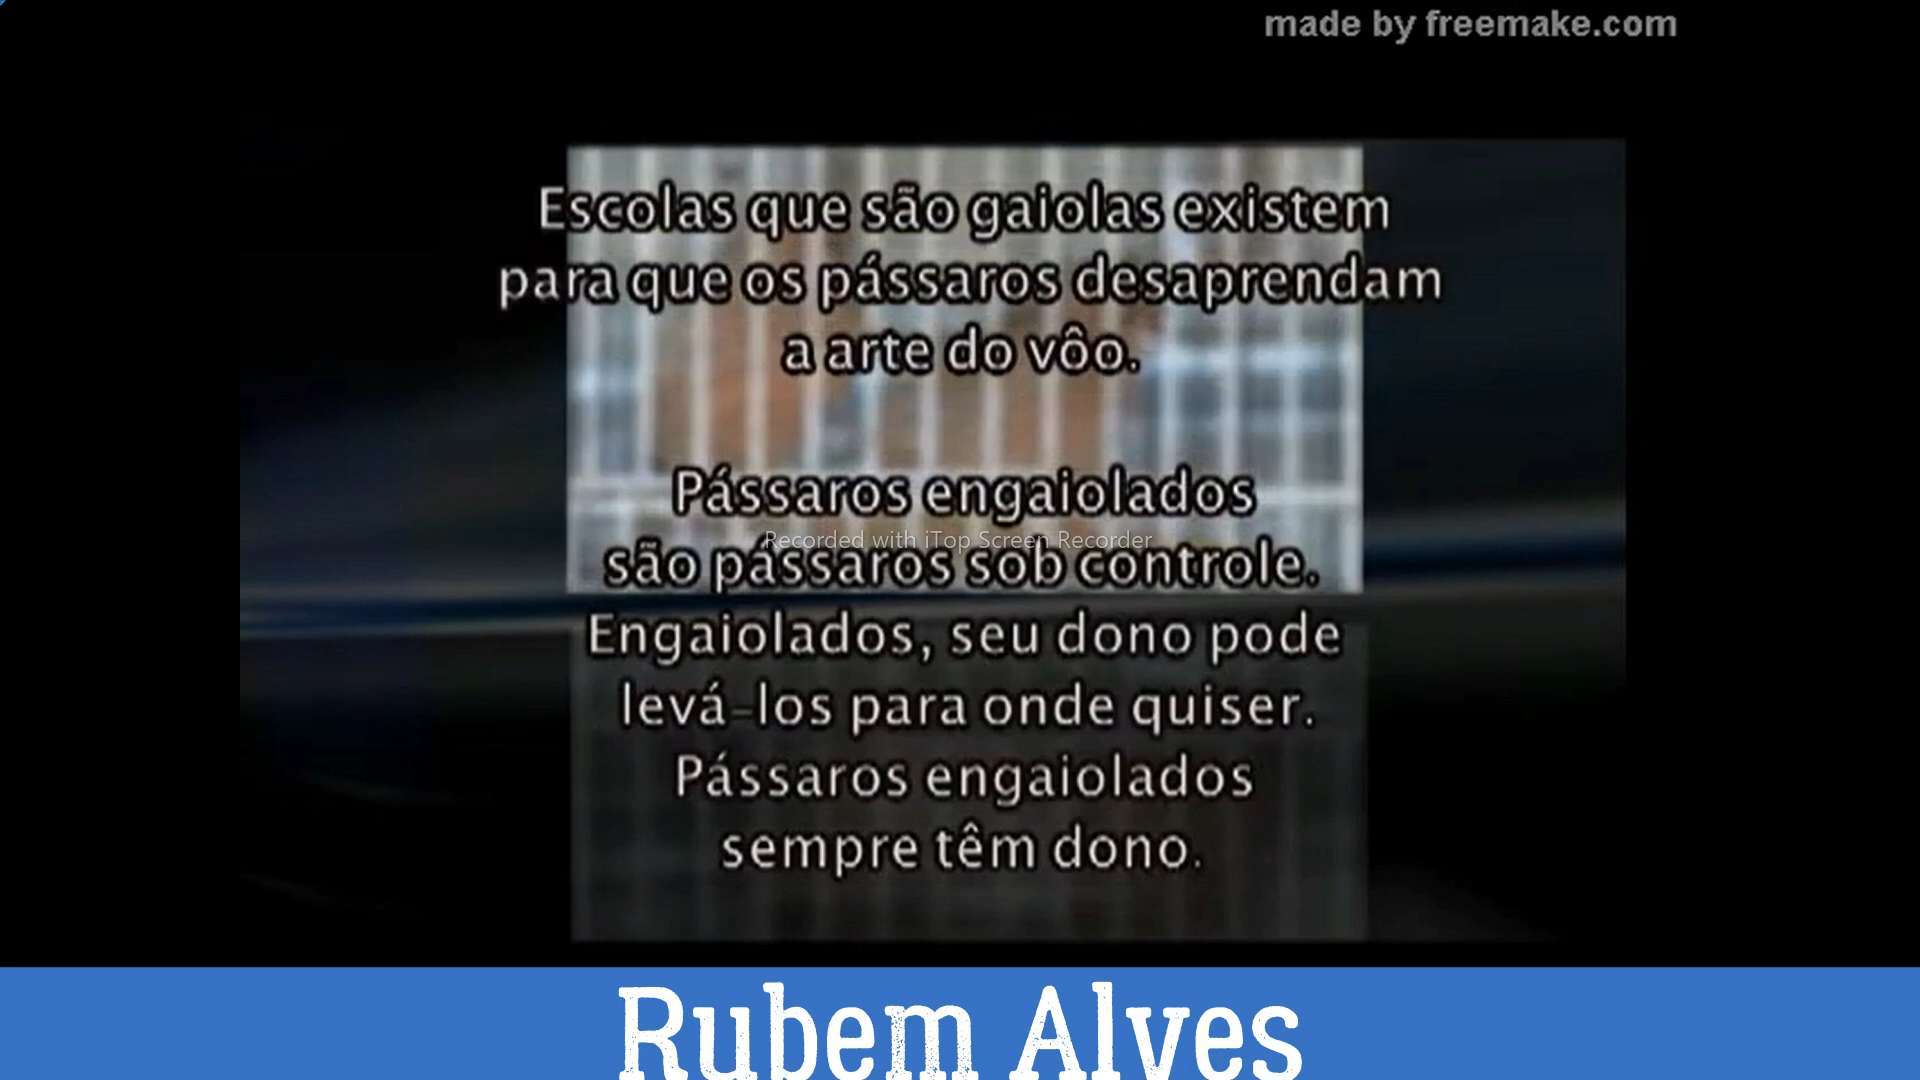 made by freemake.com
Escolas que são gaiolas existem
para que os pássaros desaprendam
a arte do vôo.
Pássaros engaiolados
Recorded with iTop Screen Recorder
são pássaros sob controle.
Engaiolados, seu dono pode
levá-los para onde quiser.
Pássaros engaiolados
sempre têm dono.
Rubem Alves